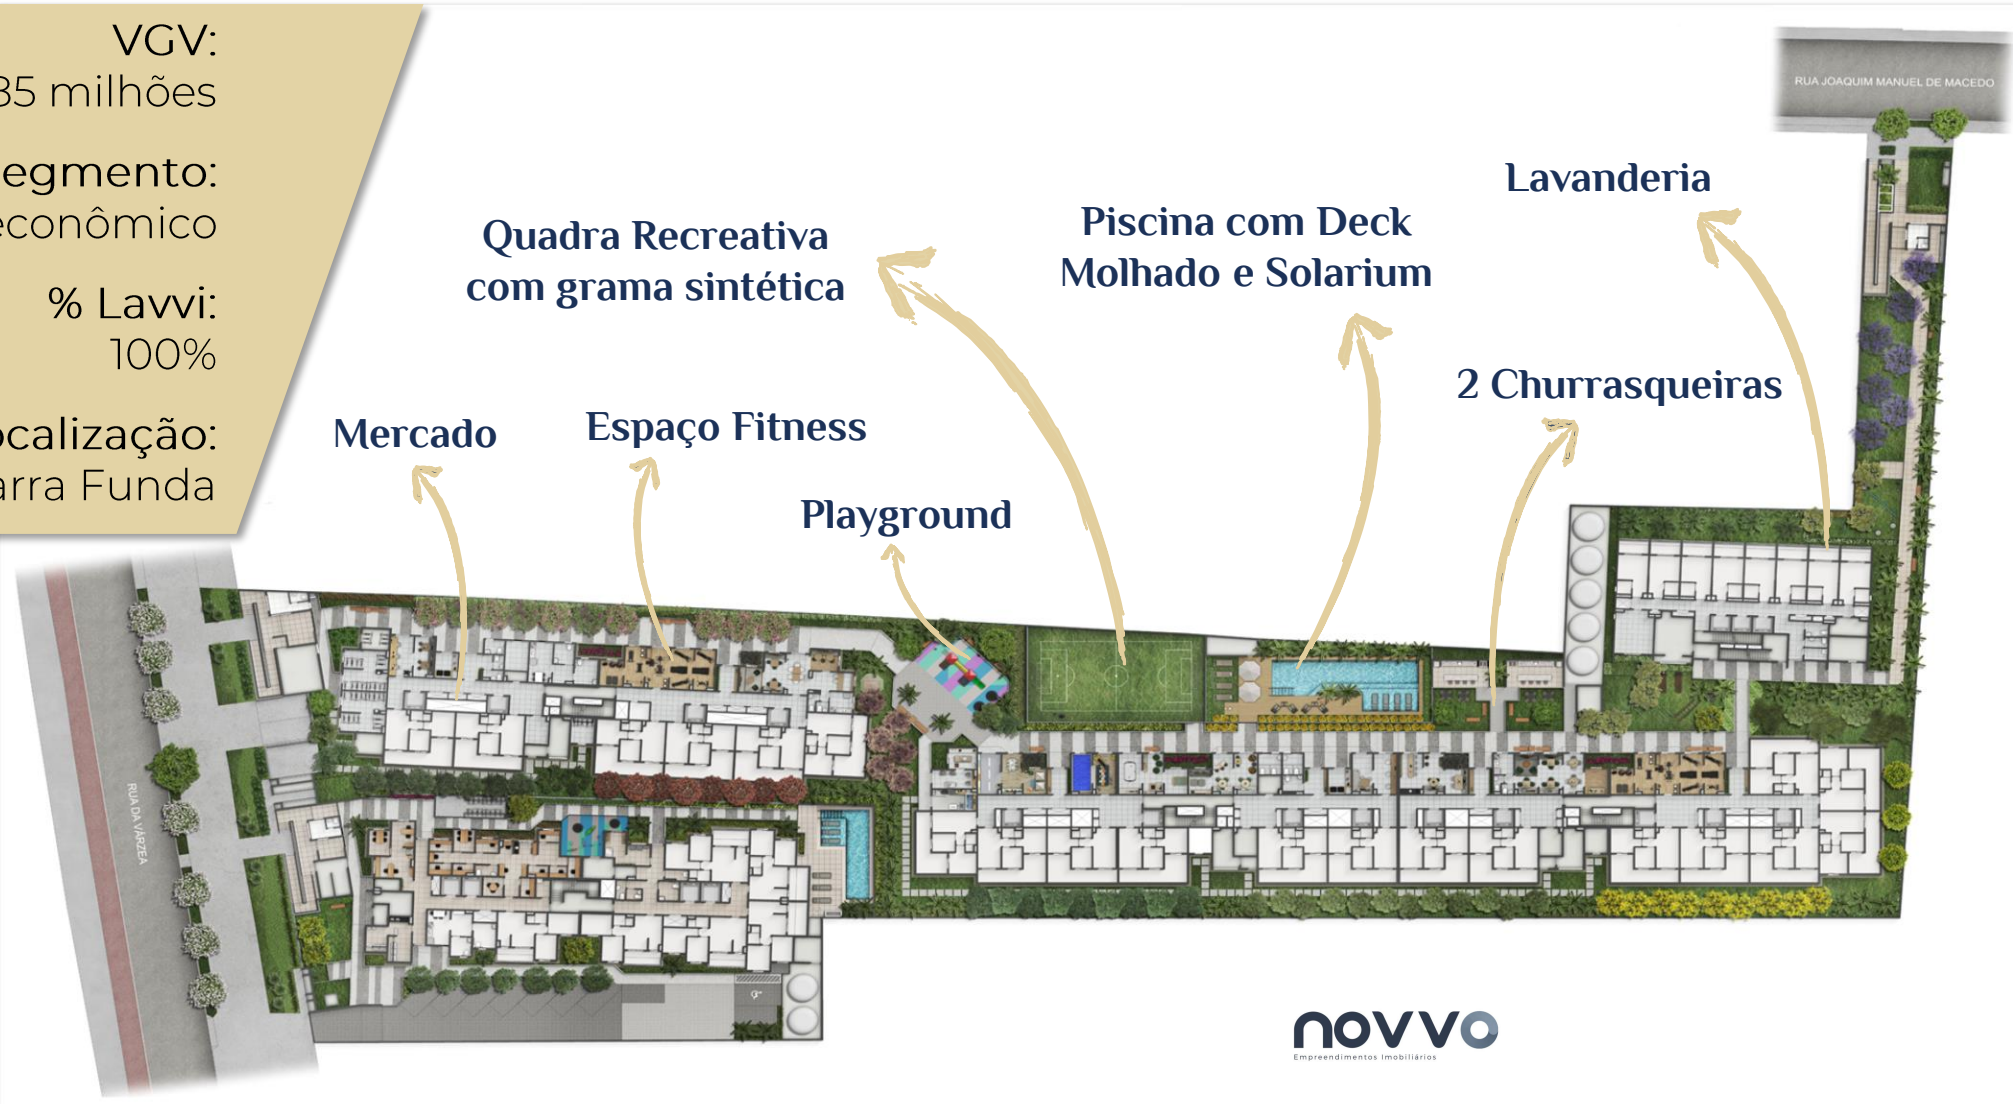 VGV:
35 milhões
egmento:
econômico
% Lavvi:
100%
ocalização:
arra Funda
Mercado
Espaço Fitness
Playground
Quadra Recreativa
com grama sintética
Piscina com Deck
Molhado e Solarium
Lavanderia
2 Churrasqueiras
RUA JOAQUIM MANUEL DE MACEDO
RUA DA VÁRZEA
novvo
Empreendimentos Imobiliários